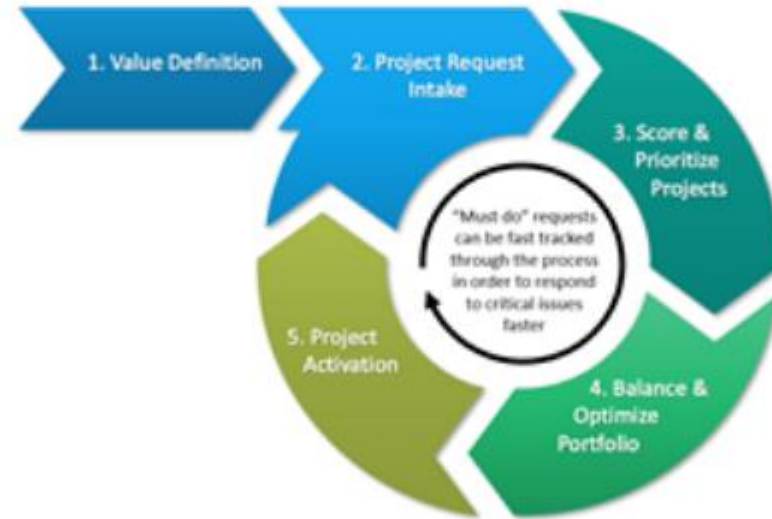 1. Value Definition
2. Project Request
Intake
3. Score &
Prioritize
Projects
"Must do" requests
can be fast tracked
through the process
in order to respond
to critical issues
faster
4. Balance &
Optimize
Portfolio
5. Project
Activation